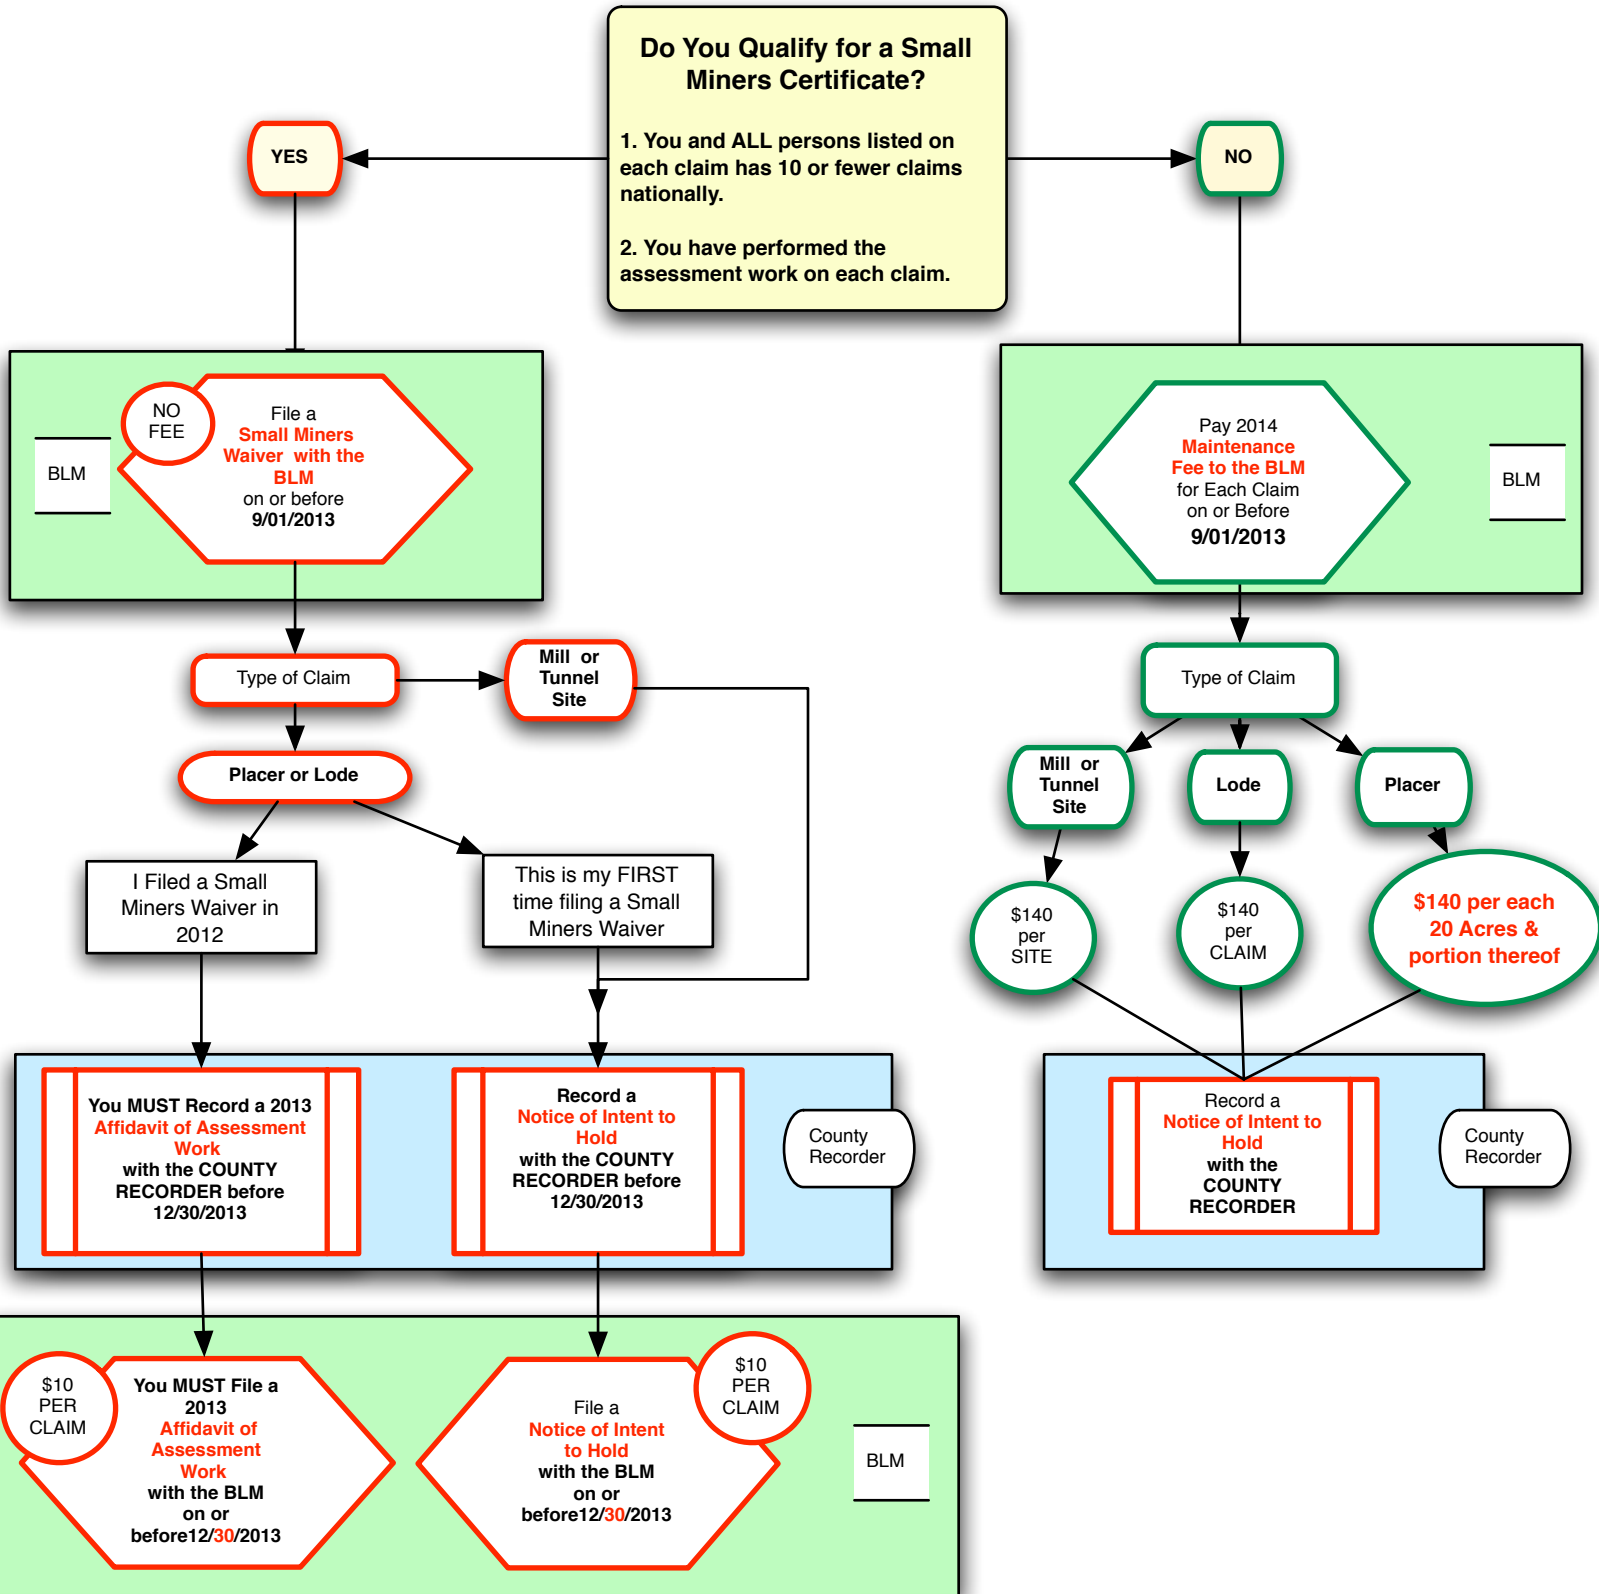 Do You Qualify for a Small
Miners Certificate?
1. You and ALL persons listed on
each claim has 10 or fewer claims
nationally.
2. You have performed the
assessment work on each claim.
YES
NO
NO
FEE
File a
Small Miners
Waiver with the
BLM
on or before
9/01/2013
BLM
Pay 2014
Maintenance
Fee to the BLM
for Each Claim
on or Before
9/01/2013
BLM
Type of Claim
Mill or
Tunnel
Site
Placer or Lode
I Filed a Small
Miners Waiver in
2012
This is my FIRST
time filing a Small
Miners Waiver
Type of Claim
Mill or
Tunnel
Site
Lode
Placer
$140
per
SITE
$140
per
CLAIM
$140 per each
20 Acres &
portion thereof
You MUST Record a 2013
Affidavit of Assessment
Work
with the COUNTY
RECORDER before
12/30/2013
Record a
Notice of Intent to
Hold
with the COUNTY
RECORDER before
12/30/2013
County
Recorder
Record a
Notice of Intent to
Hold
with the
COUNTY
RECORDER
County
Recorder
$10
PER
CLAIM
You MUST File a
2013
Affidavit of
Assessment
Work
with the BLM
on or
before12/30/2013
File a
Notice of Intent
to Hold
with the BLM
on or
before12/30/2013
$10
PER
CLAIM
BLM